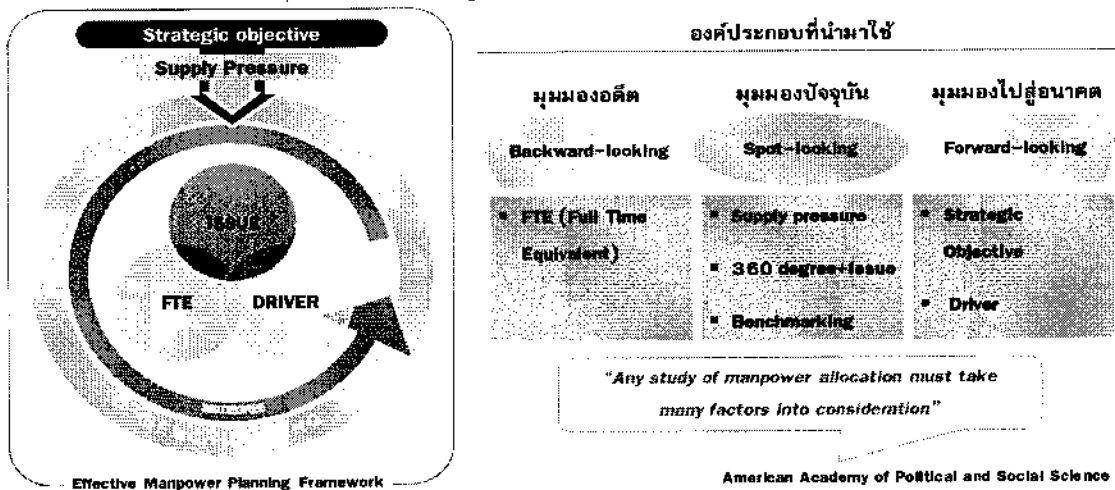 Strategic objective
Supply Pressure
ISSUE
FTE
DRIVER
Effective Manpower Planning Framework
องค์ประกอบที่นำมาใช้
มุมมองอดีต
มุมมองปัจจุบัน
มุมมองไปสู่อนาคต
Backward-looking
Spot-looking
Forward-looking
▪ FTE (Full Time
Equivalent)
▪ Supply pressure
▪ 360 degree+Issue
▪ Benchmarking
▪ Strategic
Objective
▪ Driver
"Any study of manpower allocation must take
many factors into consideration"
American Academy of Political and Social Science